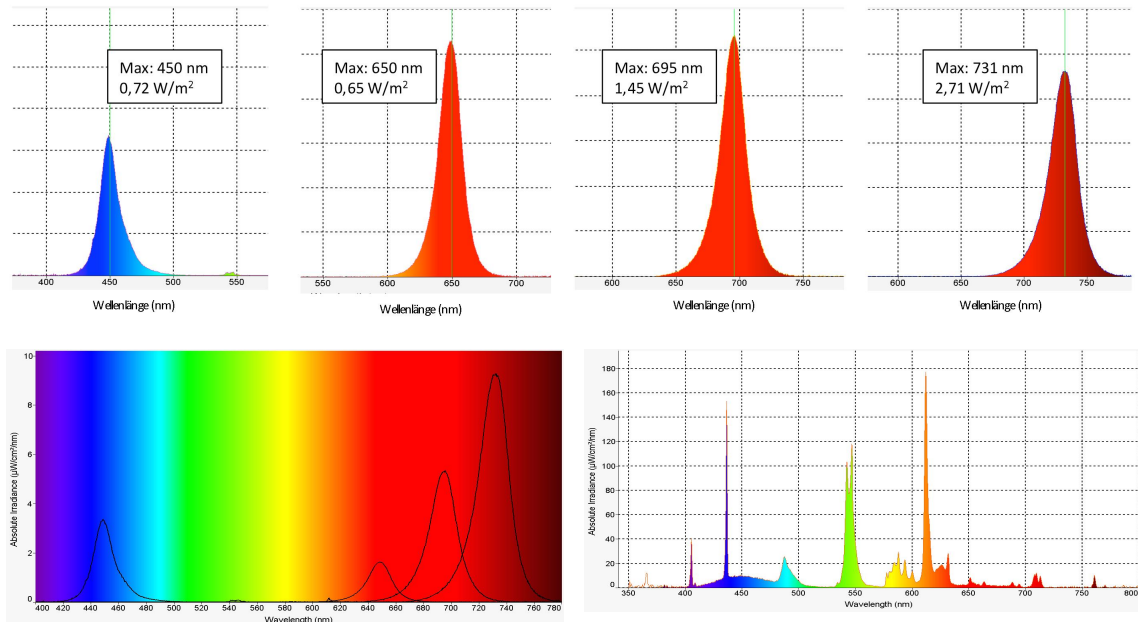 Max: 450 nm
0,72 W/m²
400 450 500 550
Wellenlänge (nm)
Max: 650 nm
0,65 W/m²
550 600 650 700
Wellenlänge (nm)
Max: 695 nm
1,45 W/m²
600 650 700 750
Wellenlänge (nm)
Max: 731 nm
2,71 W/m²
600 650 700 750
Wellenlänge (nm)
Absolute Irradiance (µW/cm²/nm)
10
8
6
4
2
0
400 420 440 460 480 500 520 540 560 580 600 620 640 660 680 700 720 740 760 780
Wavelength (nm)
Absolute Irradiance (µW/cm²/nm)
180
160
140
120
100
80
60
40
20
0
350 400 450 500 550 600 650 700 750 800
Wavelength (nm)